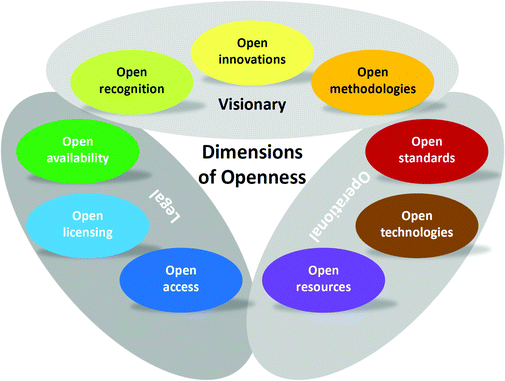 Open
innovations
Open
recognition
Open
methodologies
Visionary
Dimensions
of Openness
Open
availability
Open
licensing
Open
access
Legal
Open
standards
Open
technologies
Open
resources
Operational